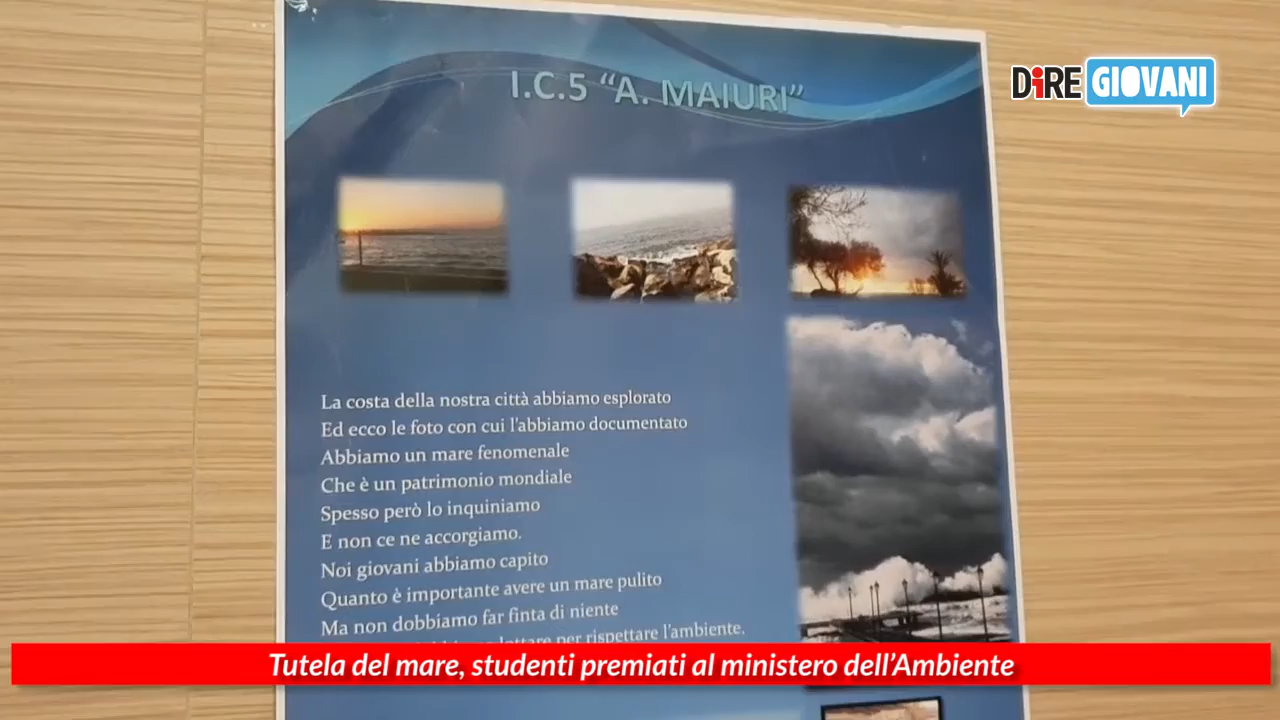 I.C.5 “A. MAIURI”
DiRE GIOVANI
La costa della nostra città abbiamo esplorato
Ed ecco le foto con cui l'abbiamo documentato
Abbiamo un mare fenomenale
Che è un patrimonio mondiale
Spesso però lo inquiniamo
E non ce ne accorgiamo.
Noi giovani abbiamo capito
Quanto è importante avere un mare pulito
Ma non dobbiamo far finta di niente
lottare per rispettare l'ambiente.
Tutela del mare, studenti premiati al ministero dell'Ambiente